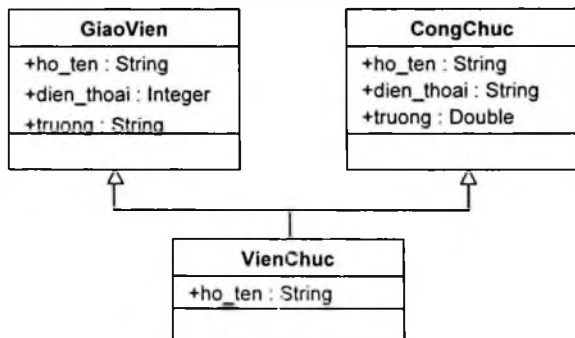 GiaoVien
+ho_ten : String
+dien_thoai : Integer
+truong : String
CongChuc
+ho_ten : String
+dien_thoai : String
+truong : Double
VienChuc
+ho_ten : String